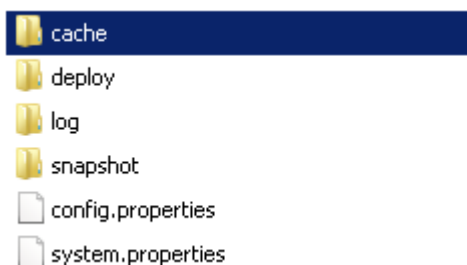 cache
deploy
log
snapshot
config.properties
system.properties